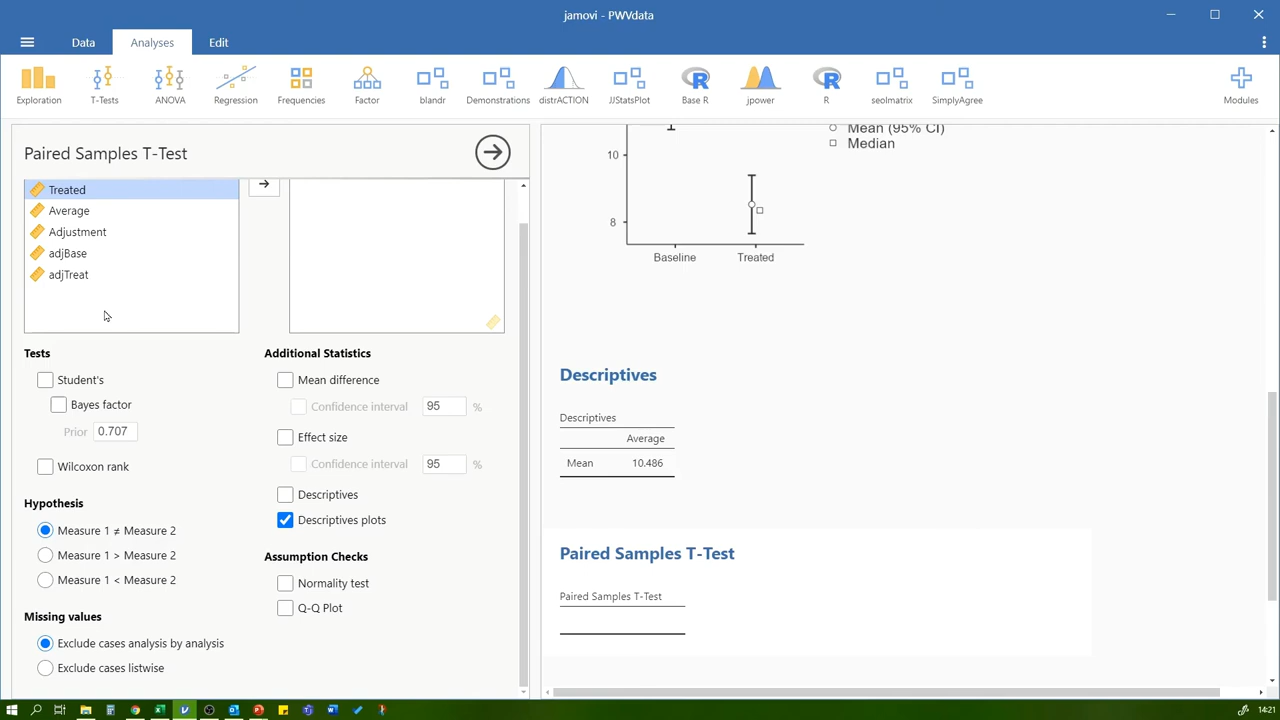 jamovi - PWVdata
Data Analyses Edit
Exploration T-Tests ANOVA Regression Frequencies Factor blandr Demonstrations distrACTION JJStatsPlot Base R jpower R seolmatrix SimplyAgree Modules
Paired Samples T-Test
Treated
Average
Adjustment
adjBase
adjTreat
Tests
Student's
Bayes factor
Prior 0.707
Wilcoxon rank
Hypothesis
Measure 1 ≠ Measure 2
Measure 1 > Measure 2
Measure 1 < Measure 2
Missing values
Exclude cases analysis by analysis
Exclude cases listwise
Additional Statistics
Mean difference
Confidence interval 95 %
Effect size
Confidence interval 95 %
Descriptives
Descriptives plots
Assumption Checks
Normality test
Q-Q Plot
Mean (95% CI)
Median
10
8
Baseline Treated
Descriptives
Descriptives
Average
Mean 10.486
Paired Samples T-Test
Paired Samples T-Test
14:21